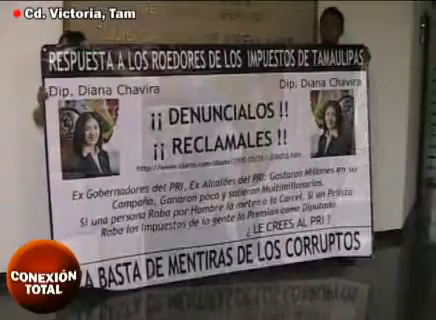 Cd. Victoria, Tam
RESPUESTA A LOS ROEDORES DE LOS IMPUESTOS DE TAMAULIPAS
Dip. Diana Chavira
Dip. Diana Chavira
¡¡ DENUNCIALOS !!
¡¡ RECLAMALES !!
Ex Gobernadores del PRI, Ex Alcaldes del PRI: Gastaron Millones en su
Campaña, Ganaron poco y salieron Multimillonarios.
Si una persona Roba por Hambre la meten a la Carcel, Si un Priista
Roba los Impuestos de la gente lo Premian como Diputado
¿ LE CREES AL PRI ?
A BASTA DE MENTIRAS DE LOS CORRUPTOS
CONEXIÓN
TOTAL